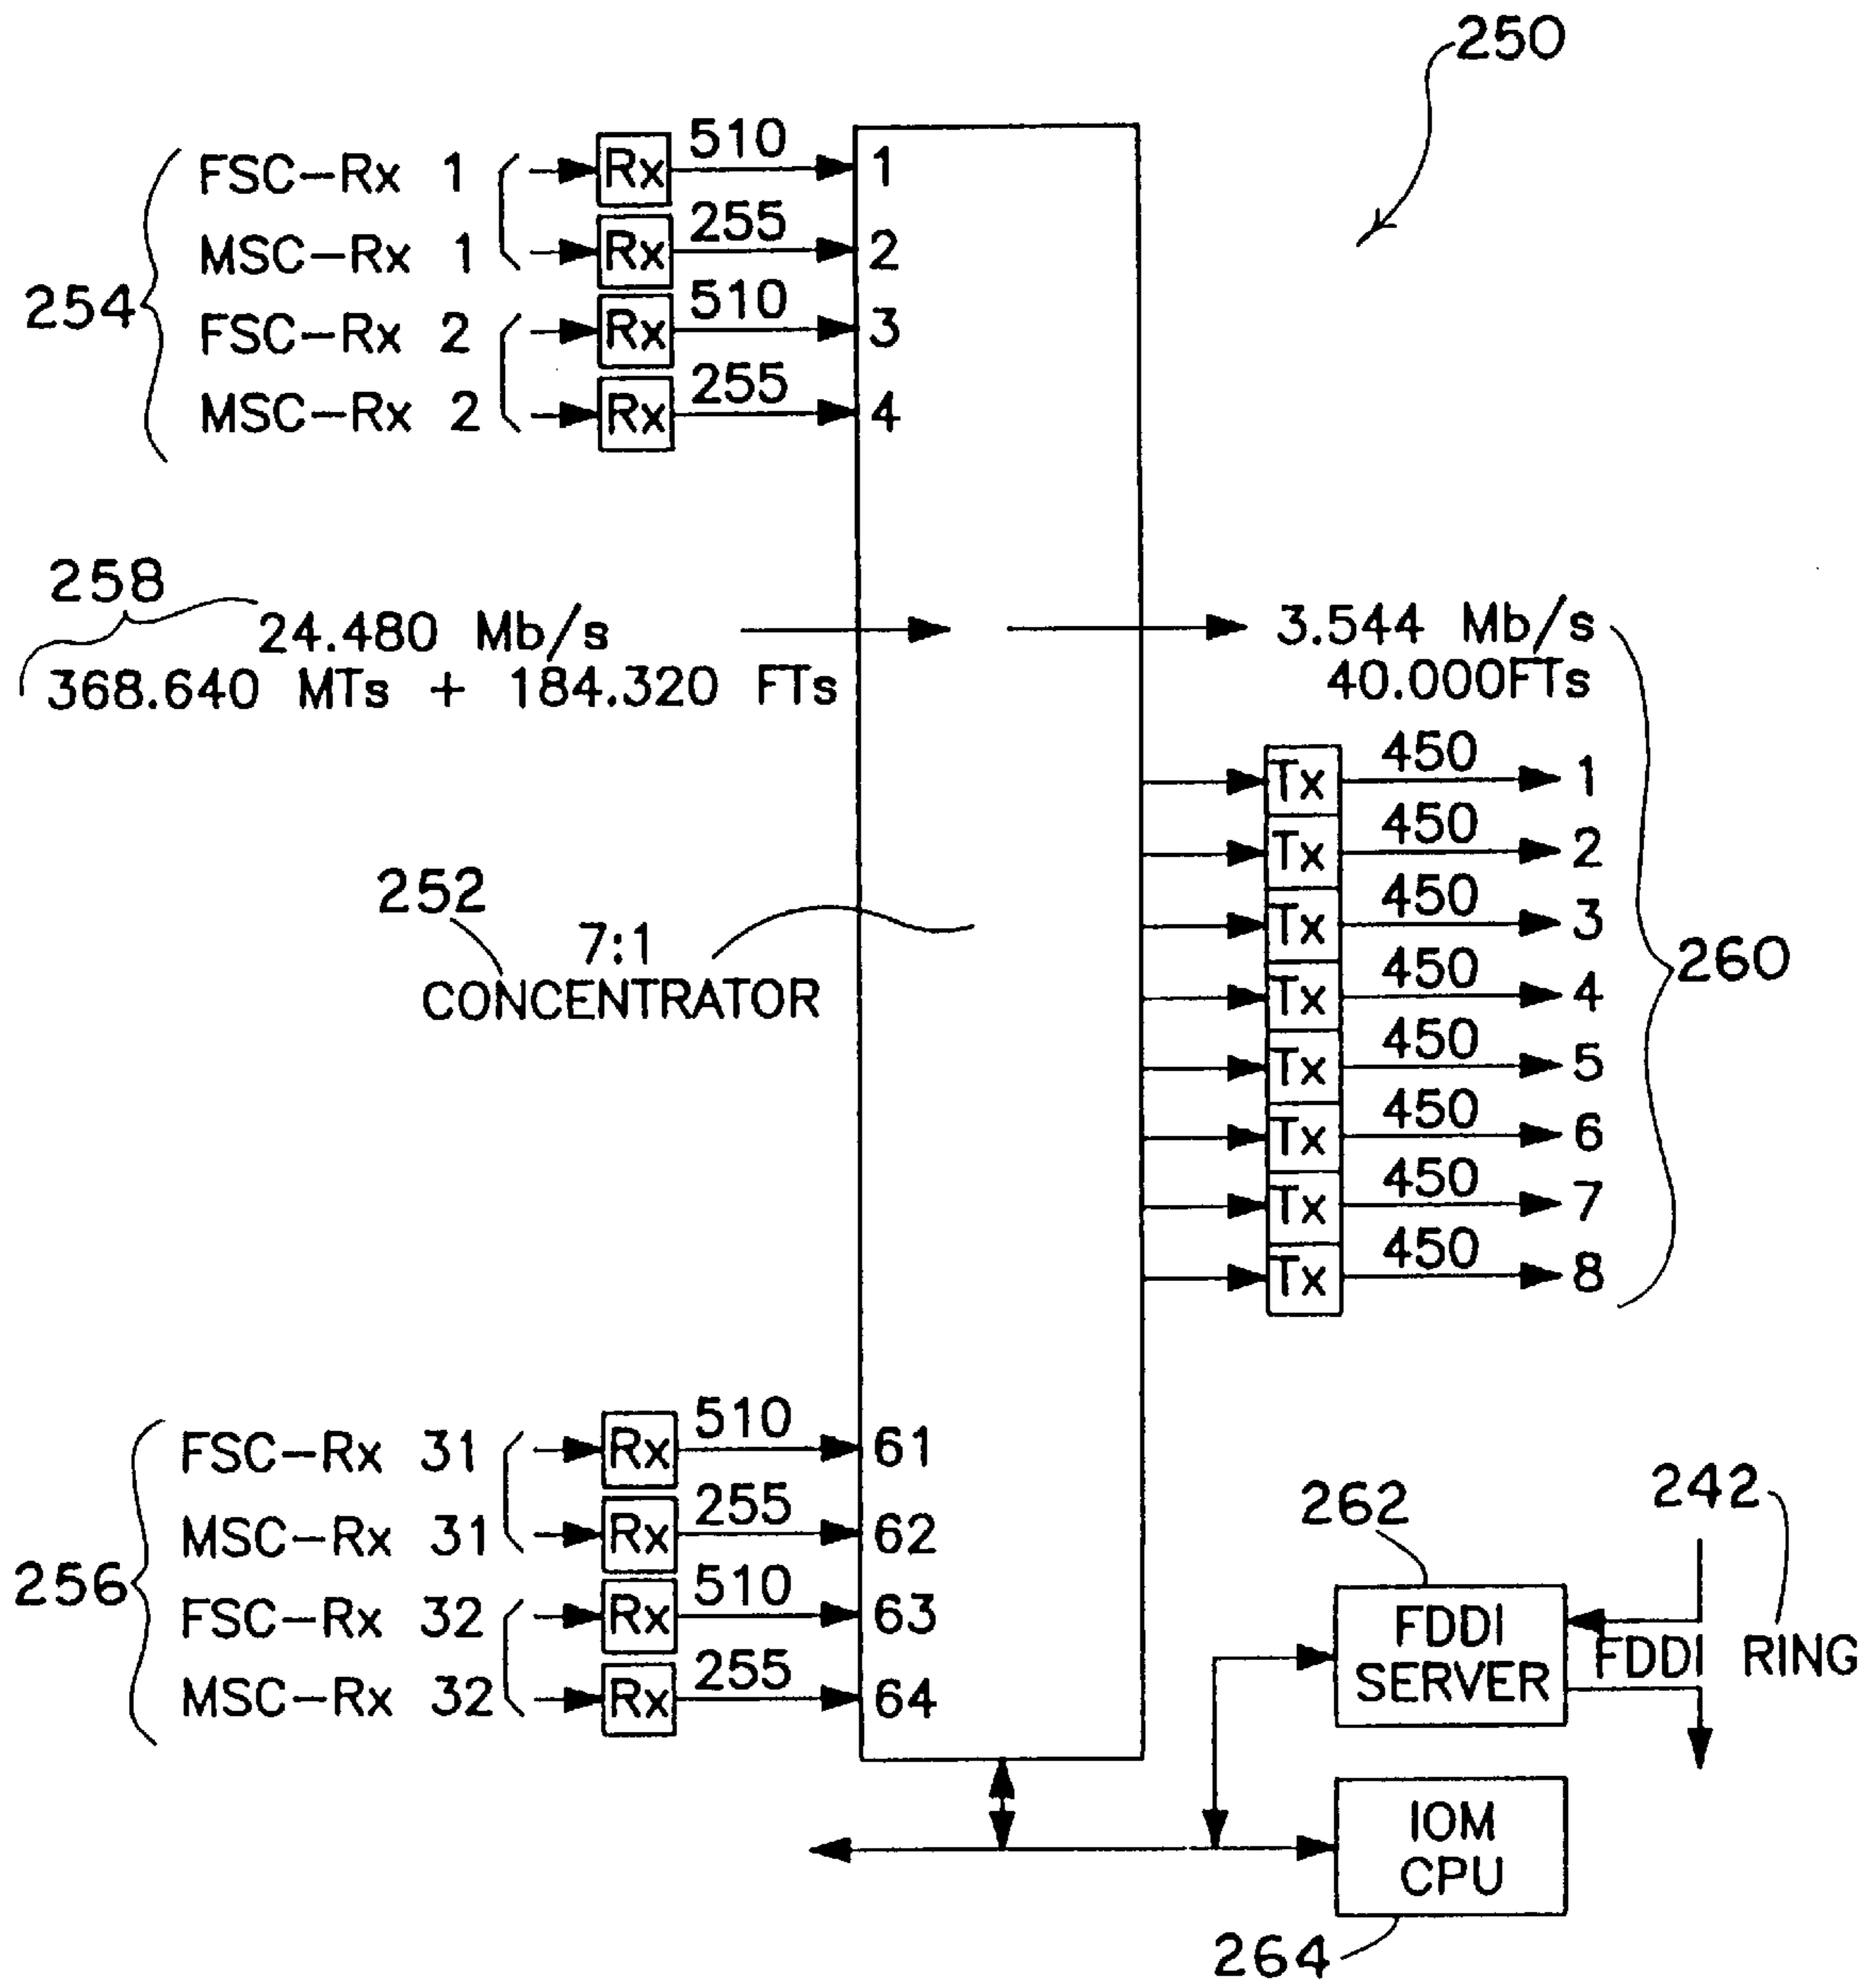 250
FSC-Rx 1 Rx 510 1
MSC-Rx 1 Rx 255 2
254
FSC-Rx 2 Rx 510 3
MSC-Rx 2 Rx 255 4
258
24.480 Mb/s
368.640 MTs + 184.320 FTs
3.544 Mb/s
40.000FTs
Tx 450 1
Tx 450 2
Tx 450 3
Tx 450 4
Tx 450 5
Tx 450 6
Tx 450 7
Tx 450 8
260
252
7:1
CONCENTRATOR
FSC-Rx 31 Rx 510 61
MSC-Rx 31 Rx 255 62
256
FSC-Rx 32 Rx 510 63
MSC-Rx 32 Rx 255 64
262
242
FDDI
SERVER
FDDI RING
IOM
CPU
264